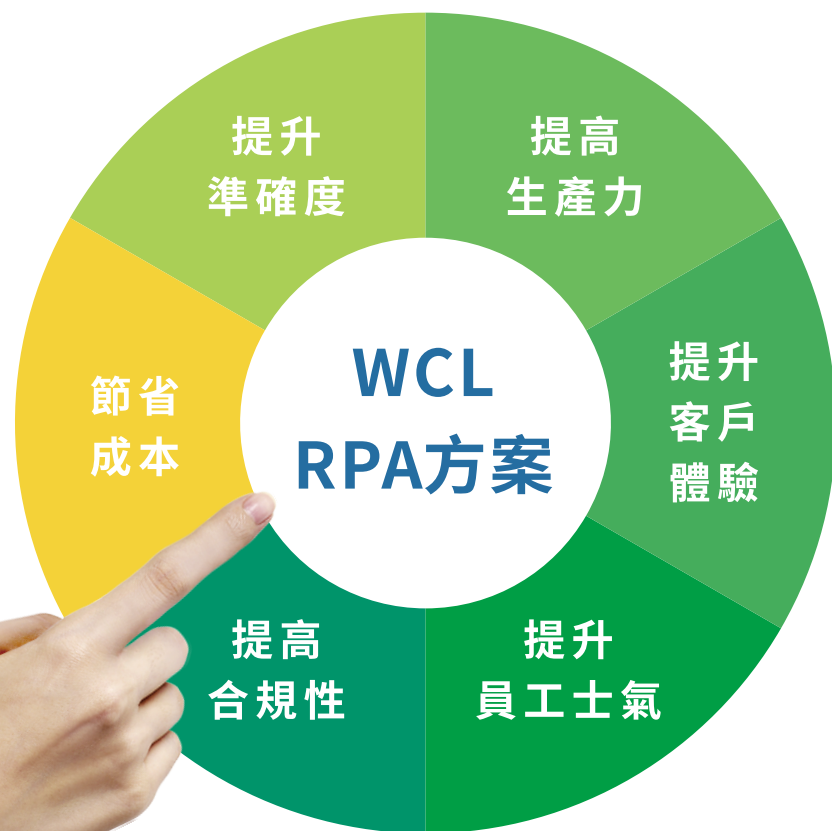 提升
準確度
提高
生產力
節省
成本
WCL
RPA方案
提升
客戶
體驗
提高
合規性
提升
員工士氣